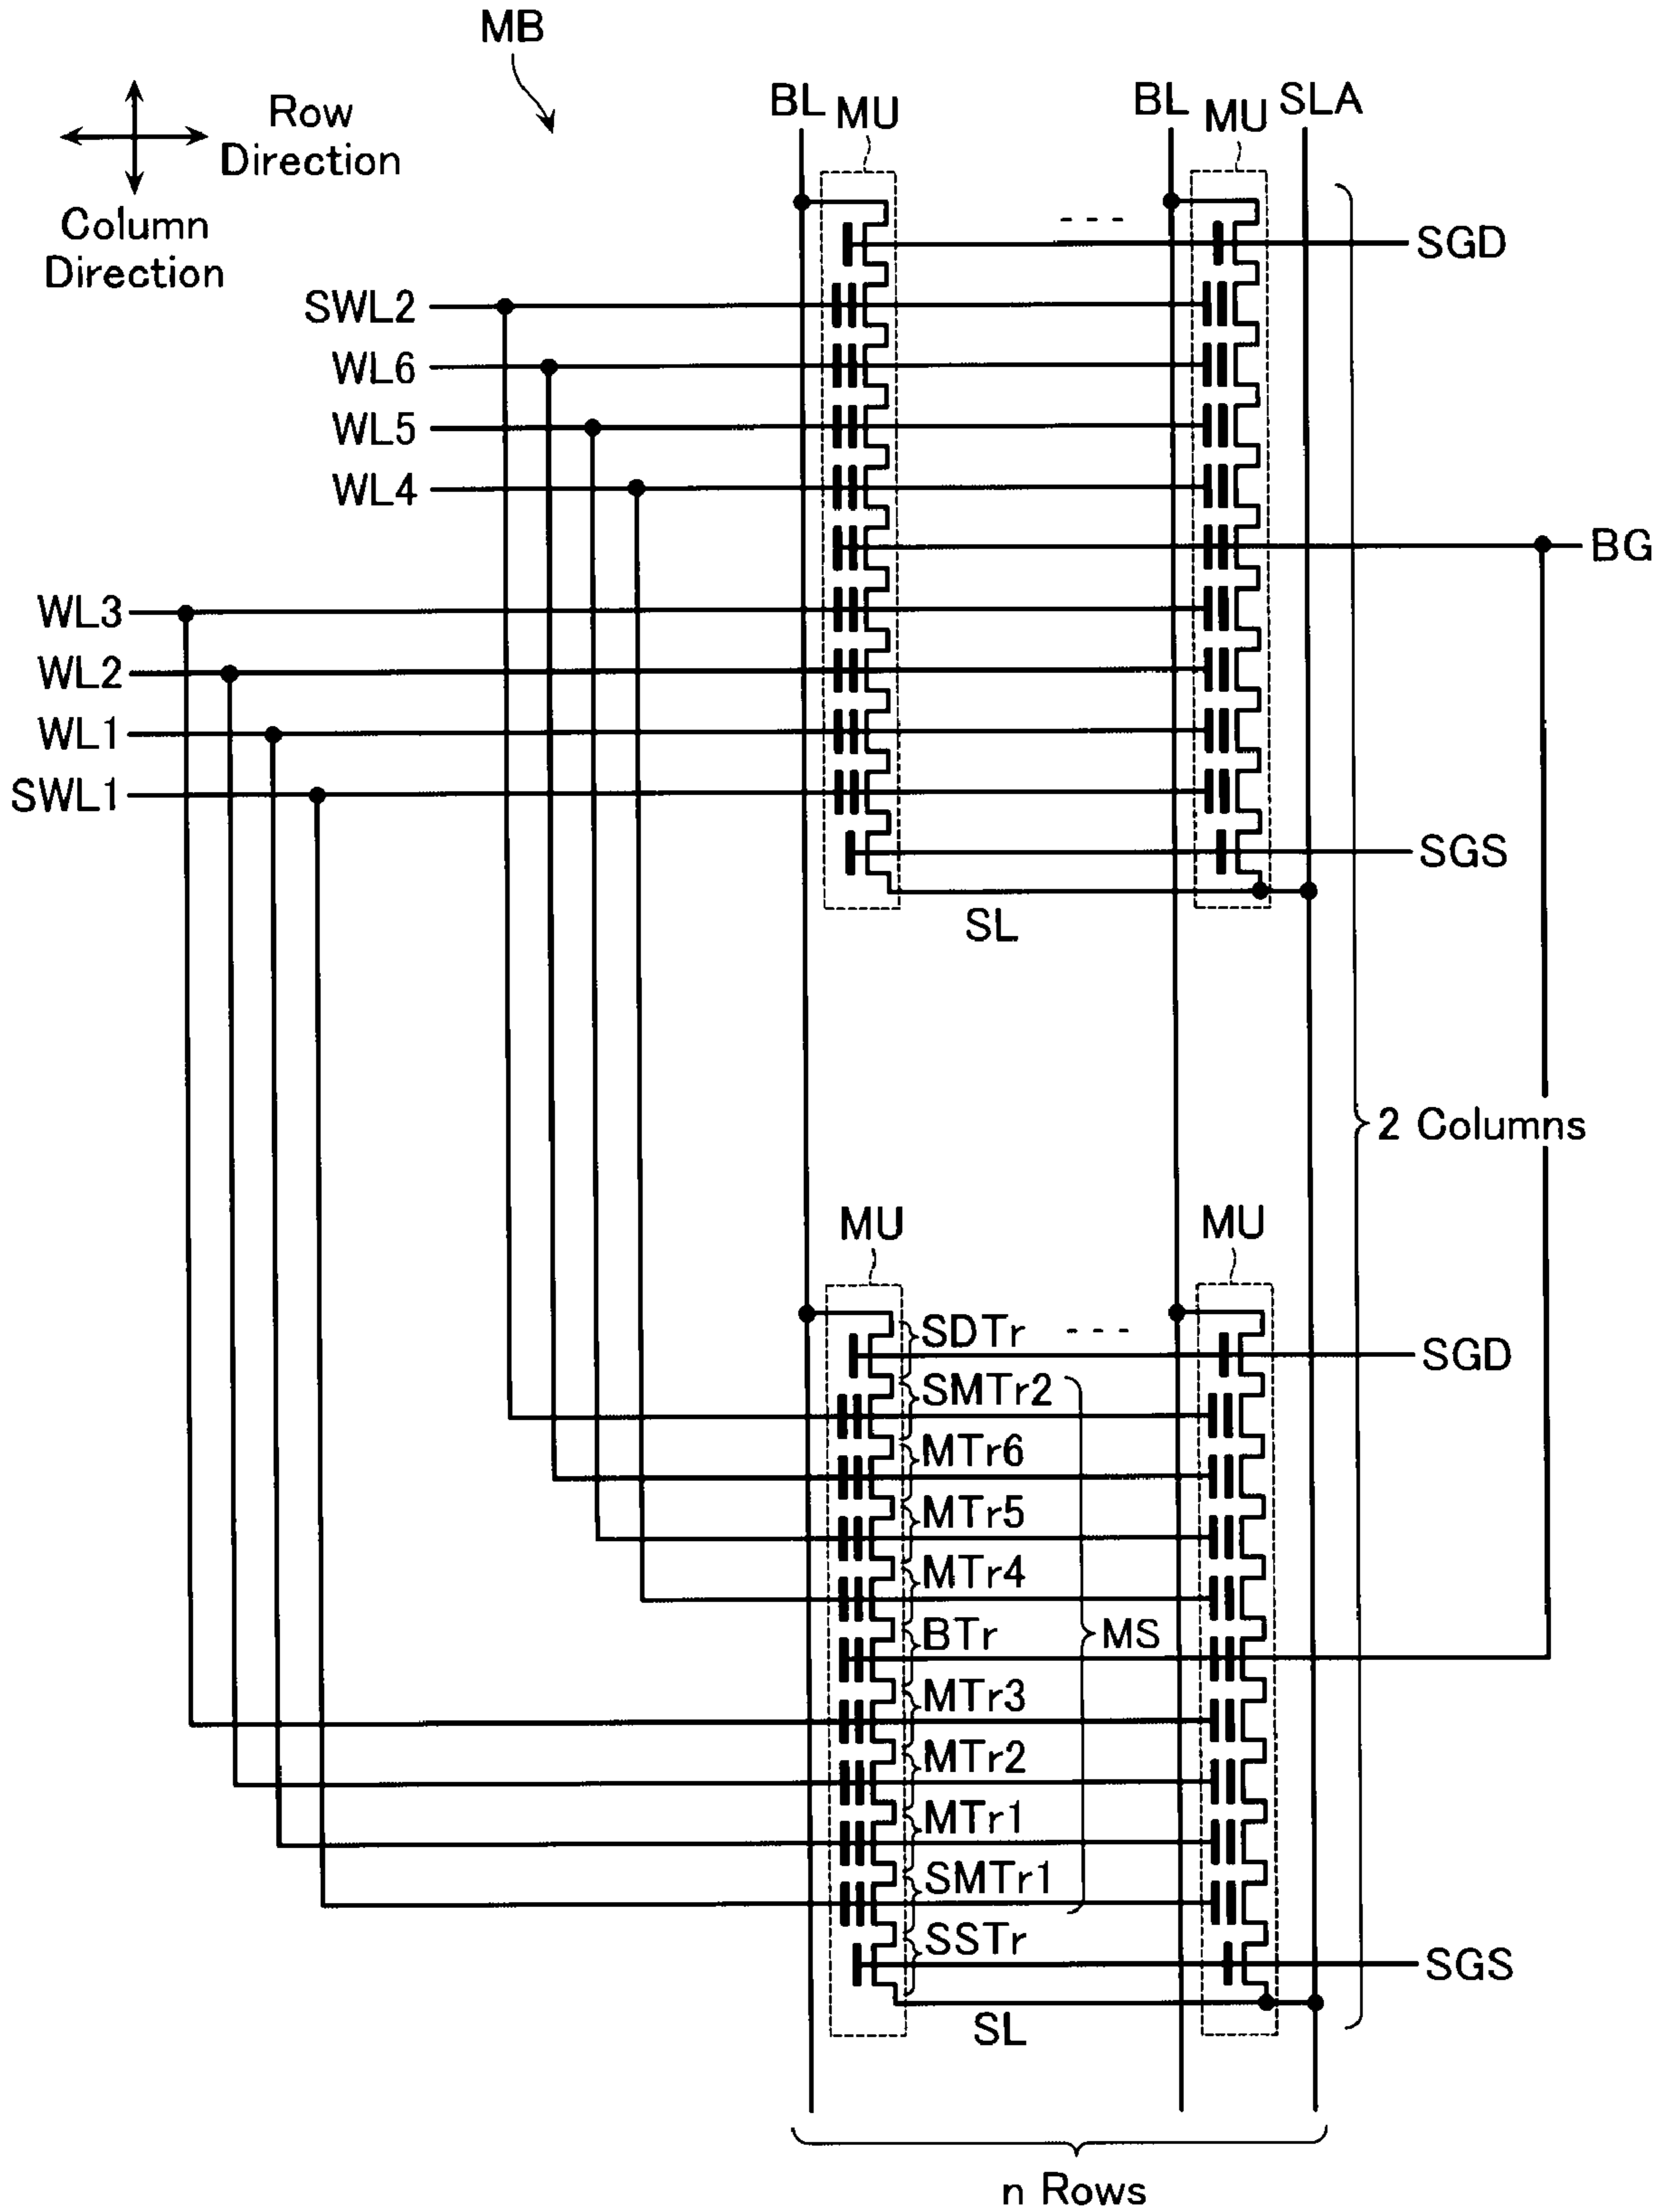 MB
BL
MU
BL
MU
SLA
Row
Direction
Column
Direction
- - -
SGD
SWL2
WL6
WL5
WL4
BG
WL3
WL2
WL1
SWL1
SGS
SL
2 Columns
MU
MU
SDTr
- - -
SGD
SMTr2
MTr6
MTr5
MTr4
BTr
MS
MTr3
MTr2
MTr1
SMTr1
SSTr
SGS
SL
n Rows